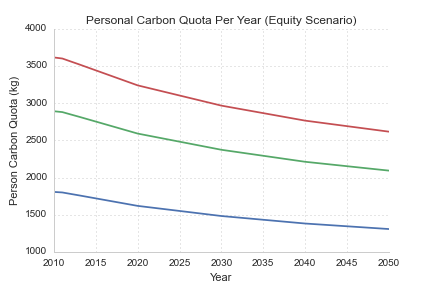 Personal Carbon Quota Per Year (Equity Scenario)
4000
3500
3000
2500
2000
1500
1000
Person Carbon Quota (kg)
2010 2015 2020 2025 2030 2035 2040 2045 2050
Year